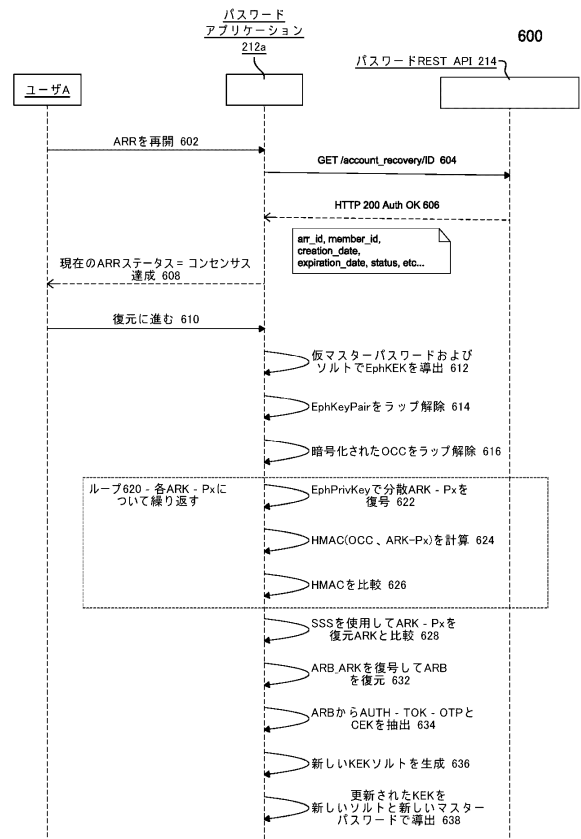 パスワード
アプリケーション
212a
600
パスワードREST API 214
ユーザA
ARRを再開 602
GET /account_recovery/ID 604
HTTP 200 Auth OK 606
arr_id, member_id,
creation_date,
expiration_date, status, etc...
現在のARRステータス= コンセンサス
達成 608
復元に進む 610
仮マスターパスワードおよび
ソルトでEphKEKを導出 612
EphKeyPairをラップ解除 614
暗号化されたOCCをラップ解除 616
ループ620 - 各ARK - Pxに
ついて繰り返す
EphPrivKeyで分散ARK - Pxを
復号 622
HMAC(OCC 、ARK-Px)を計算 624
HMACを比較 626
SSSを使用してARK - Pxを
復元ARKと比較 628
ARB_ARKを復号してARB
を復元 632
ARBからAUTH - TOK - OTPと
CEKを抽出 634
新しいKEKソルトを生成 636
更新されたKEKを
新しいソルトと新しいマスター
パスワードで導出 638